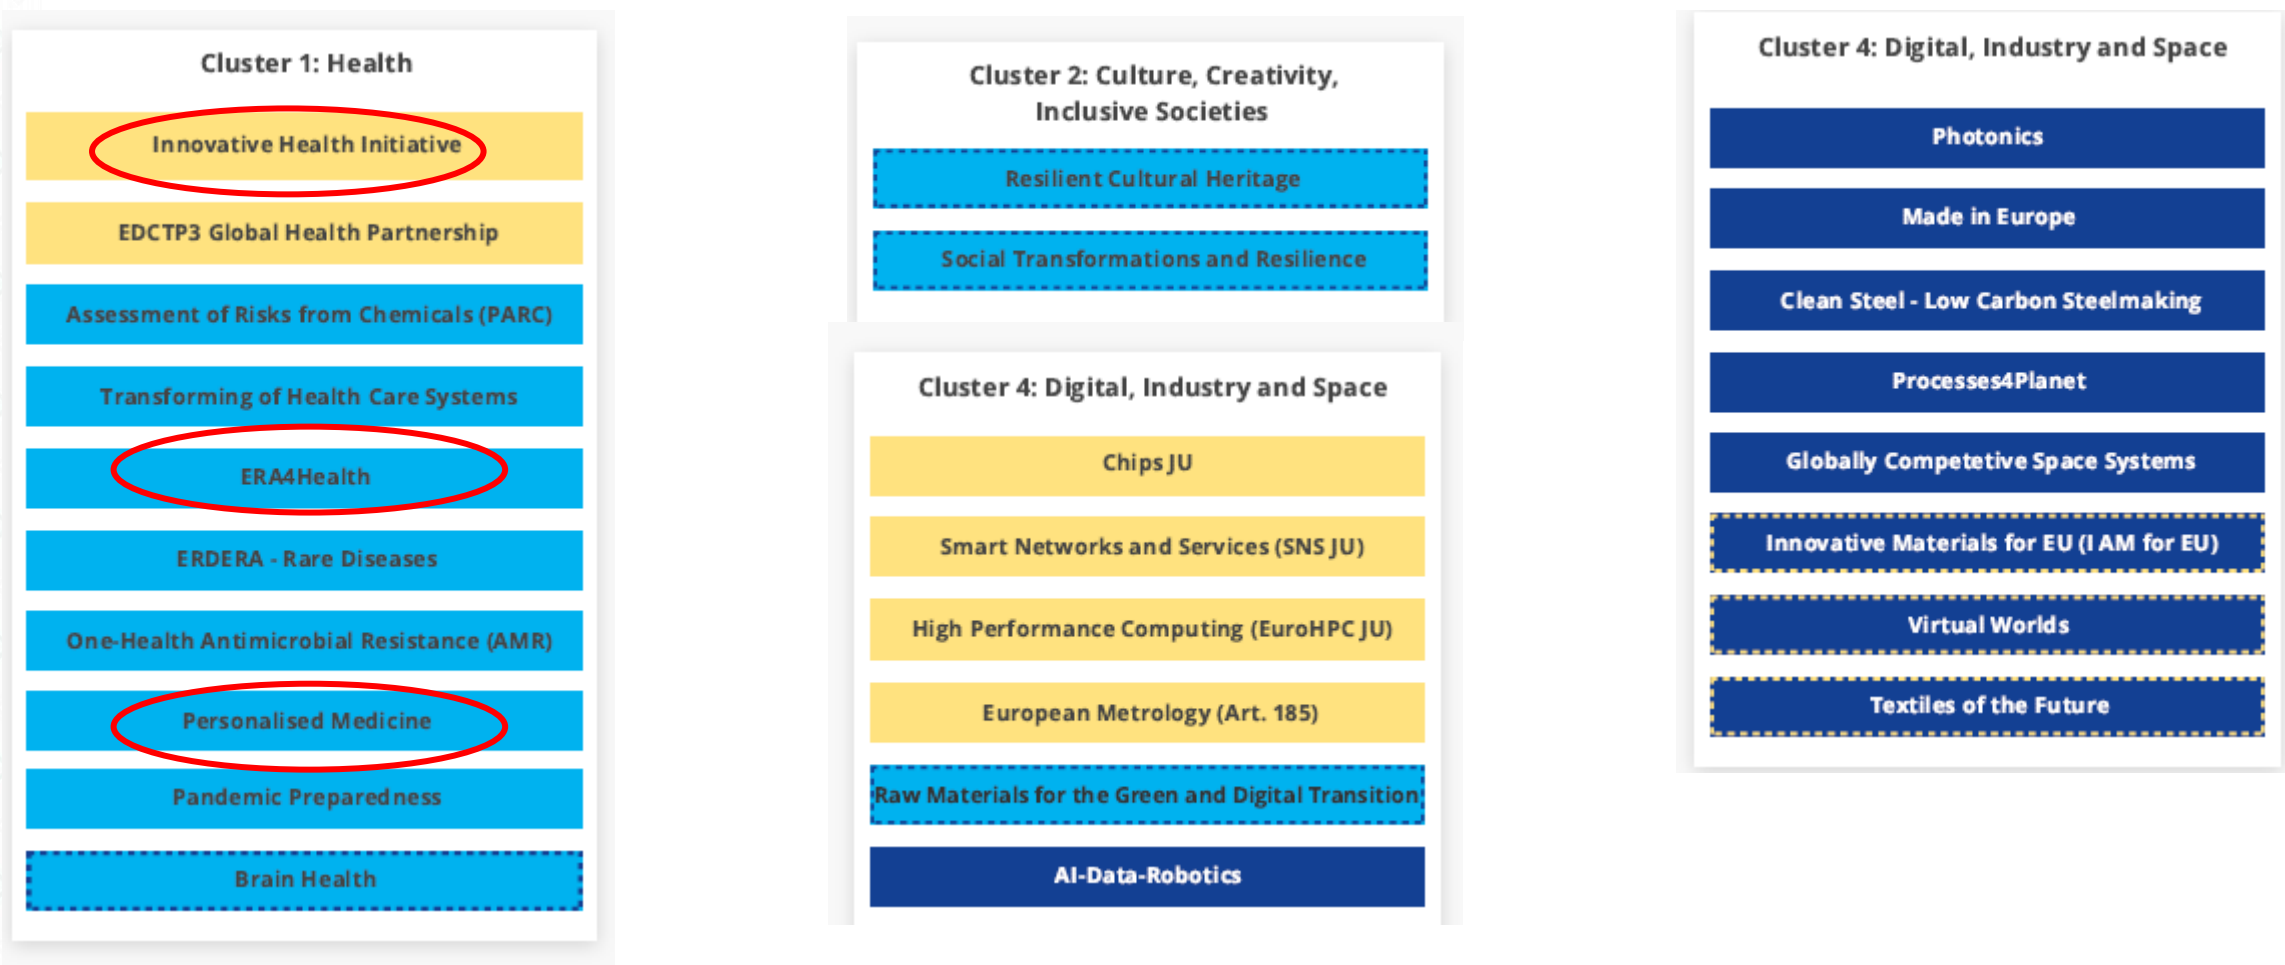 Cluster 1: Health
Innovative Health Initiative
EDCTP3 Global Health Partnership
Assessment of Risks from Chemicals (PARC)
Transforming of Health Care Systems
ERA4Health
ERDERA - Rare Diseases
One-Health Antimicrobial Resistance (AMR)
Personalised Medicine
Pandemic Preparedness
Brain Health
Cluster 2: Culture, Creativity,
Inclusive Societies
Resilient Cultural Heritage
Social Transformations and Resilience
Cluster 4: Digital, Industry and Space
Chips JU
Smart Networks and Services (SNS JU)
High Performance Computing (EuroHPC JU)
European Metrology (Art. 185)
Raw Materials for the Green and Digital Transition
AI-Data-Robotics
Cluster 4: Digital, Industry and Space
Photonics
Made in Europe
Clean Steel - Low Carbon Steelmaking
Processes4Planet
Globally Competetive Space Systems
Innovative Materials for EU (I AM for EU)
Virtual Worlds
Textiles of the Future